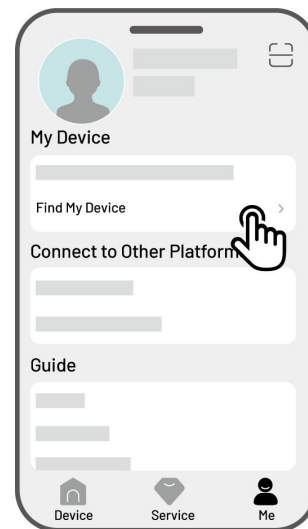 My Device
Find My Device
Connect to Other Platform
Guide
Device
Service
Me